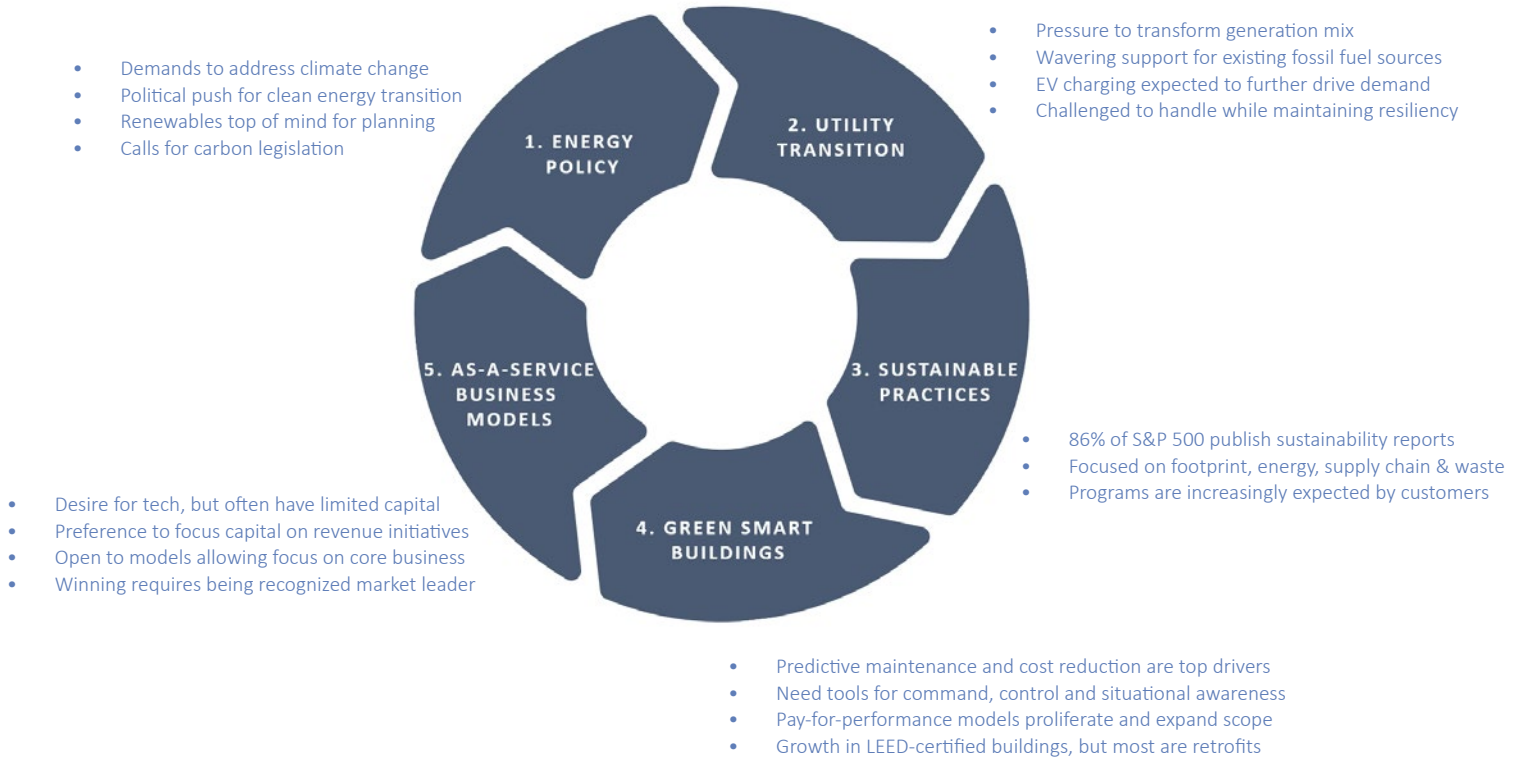 • Demands to address climate change
• Political push for clean energy transition
• Renewables top of mind for planning
• Calls for carbon legislation
1. ENERGY
POLICY
• Pressure to transform generation mix
• Wavering support for existing fossil fuel sources
• EV charging expected to further drive demand
• Challenged to handle while maintaining resiliency
2. UTILITY
TRANSITION
3. SUSTAINABLE
PRACTICES
• 86% of S&P 500 publish sustainability reports
• Focused on footprint, energy, supply chain & waste
• Programs are increasingly expected by customers
4. GREEN SMART
BUILDINGS
• Predictive maintenance and cost reduction are top drivers
• Need tools for command, control and situational awareness
• Pay-for-performance models proliferate and expand scope
• Growth in LEED-certified buildings, but most are retrofits
5. AS-A-SERVICE
BUSINESS
MODELS
• Desire for tech, but often have limited capital
• Preference to focus capital on revenue initiatives
• Open to models allowing focus on core business
• Winning requires being recognized market leader